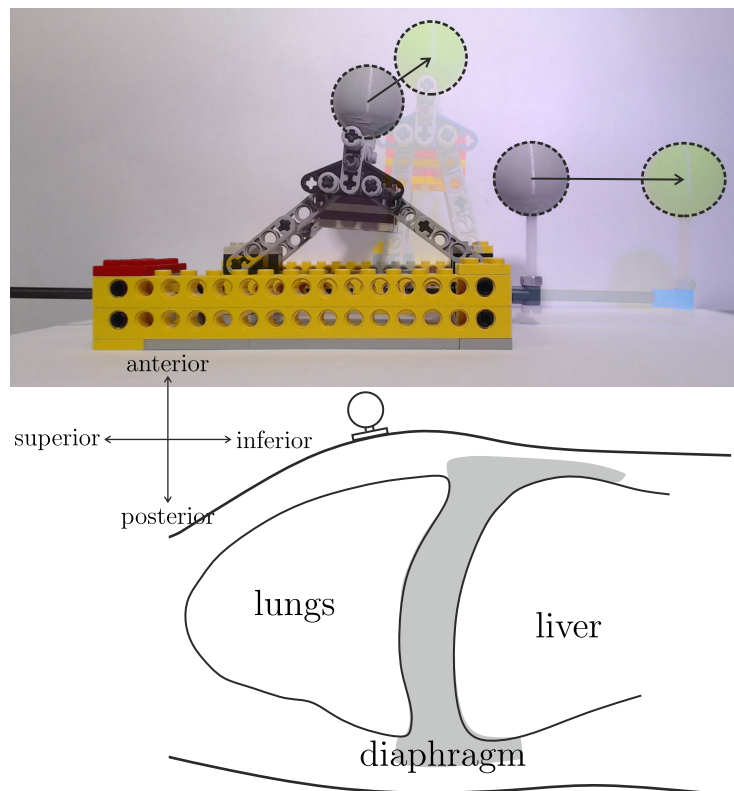 anterior
superior
inferior
posterior
lungs
liver
diaphragm